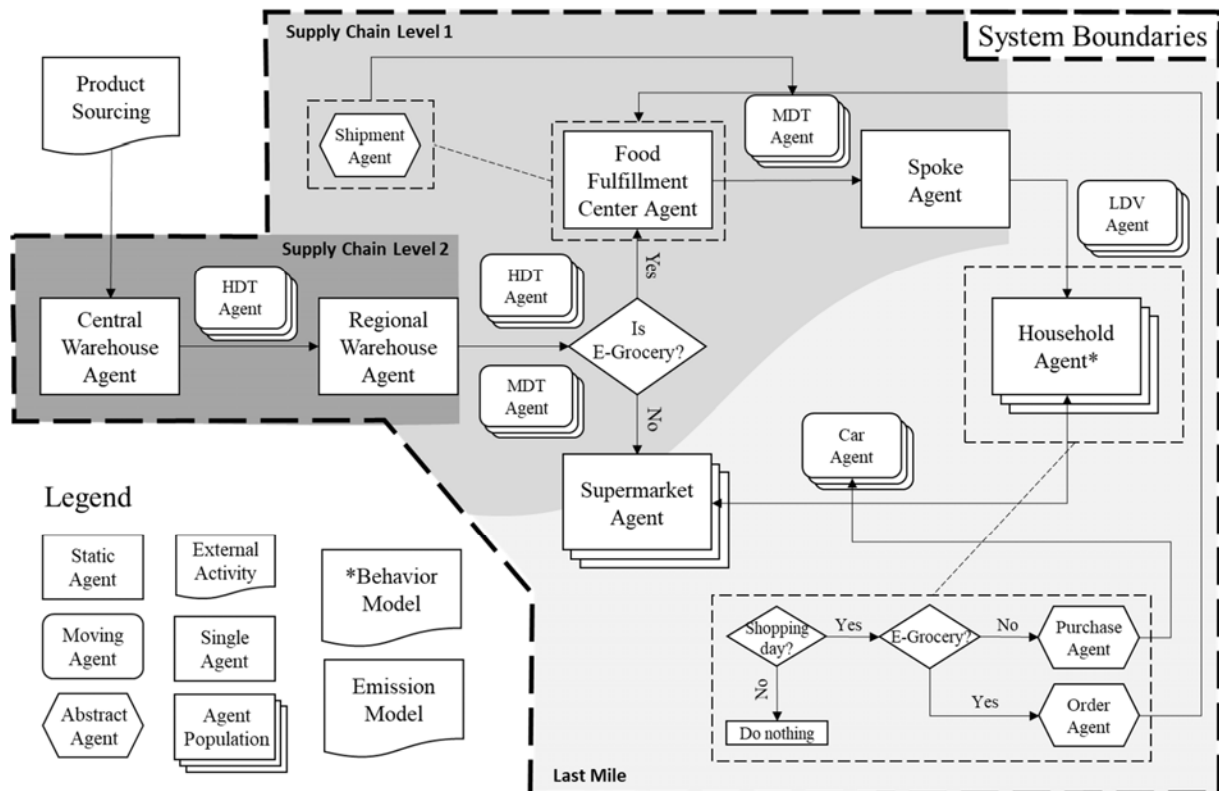 Supply Chain Level 1
System Boundaries
Product
Sourcing
Shipment
Agent
Food
Fulfillment
Center Agent
MDT
Agent
Spoke
Agent
LDV
Agent
Supply Chain Level 2
HDT
Agent
Central
Warehouse
Agent
Regional
Warehouse
Agent
HDT
Agent
MDT
Agent
Yes
Is
E-Grocery?
No
Household
Agent*
Car
Agent
Supermarket
Agent
Shopping
day?
Yes
E-Grocery?
No
Purchase
Agent
No
Yes
Order
Agent
Do nothing
Last Mile
Legend
Static
Agent
External
Activity
*Behavior
Model
Moving
Agent
Single
Agent
Abstract
Agent
Agent
Population
Emission
Model